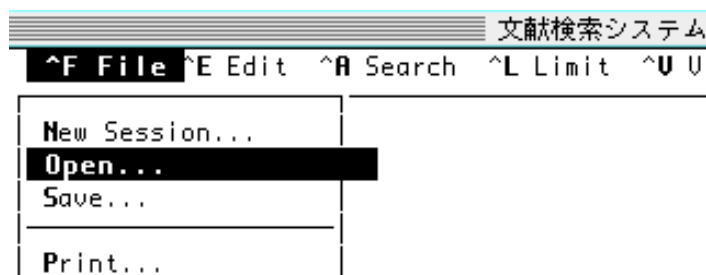 文献検索システム
^F File ^E Edit ^A Search ^L Limit ^U U
New Session...
Open...
Save...
Print...